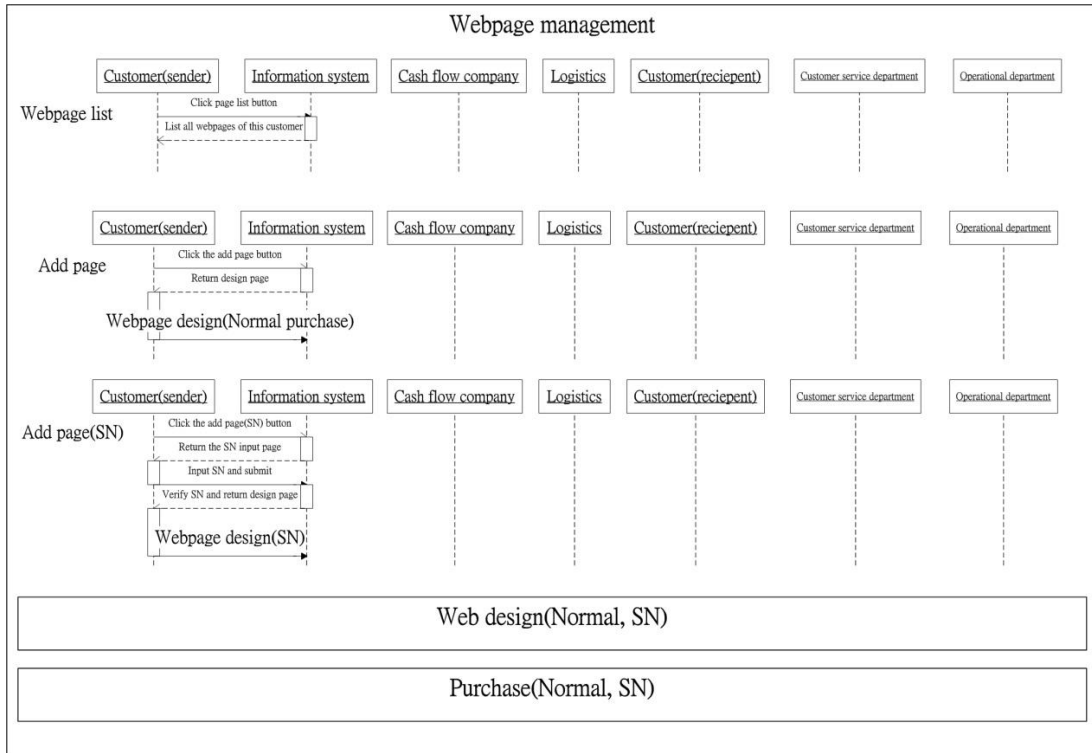 Webpage management
Customer(sender) Information system Cash flow company Logistics Customer(reciepent) Customer service department Operational department
Click page list button
Webpage list
List all webpages of this customer
Customer(sender) Information system Cash flow company Logistics Customer(reciepent) Customer service department Operational department
Click the add page button
Add page
Return design page
Webpage design(Normal purchase)
Customer(sender) Information system Cash flow company Logistics Customer(reciepent) Customer service department Operational department
Click the add page(SN) button
Add page(SN)
Return the SN input page
Input SN and submit
Verify SN and return design page
Webpage design(SN)
Web design(Normal, SN)
Purchase(Normal, SN)